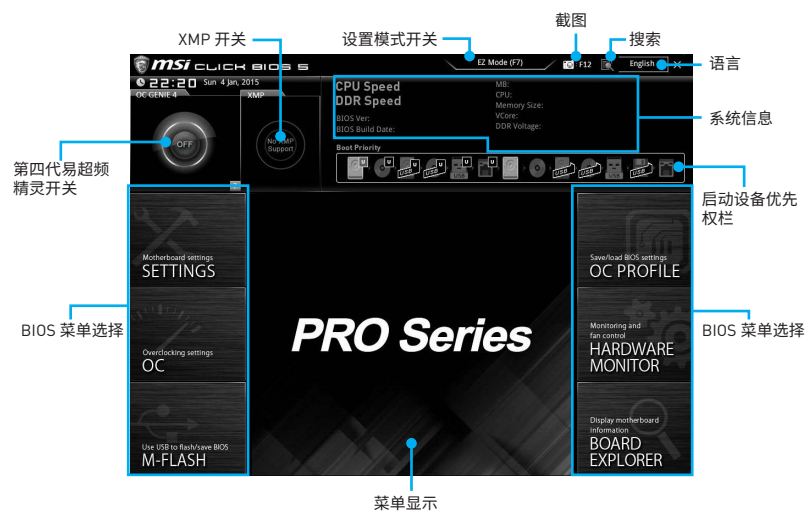 截图
XMP 开关
设置模式开关
搜索
语言
msi CLICK BIOS 5
EZ Mode (F7)
: F12
English
22:20 Sun 4 Jan, 2015
OC GENIE 4
XMP
OFF
No XMP
Support
CPU Speed
DDR Speed
BIOS Ver:
BIOS Build Date:
MB:
CPU:
Memory Size:
VCore:
DDR Voltage:
系统信息
Boot Priority
U U U U U U
USB USB USB USB USB USB
第四代易超频
精灵开关
启动设备优先
权栏
Motherboard settings
SETTINGS
Overclocking settings
OC
Use USB to flash/save BIOS
M-FLASH
BIOS 菜单选择
PRO Series
Save/load BIOS settings
OC PROFILE
Monitoring and
fan control
HARDWARE
MONITOR
Display motherboard
information
BOARD
EXPLORER
BIOS 菜单选择
菜单显示